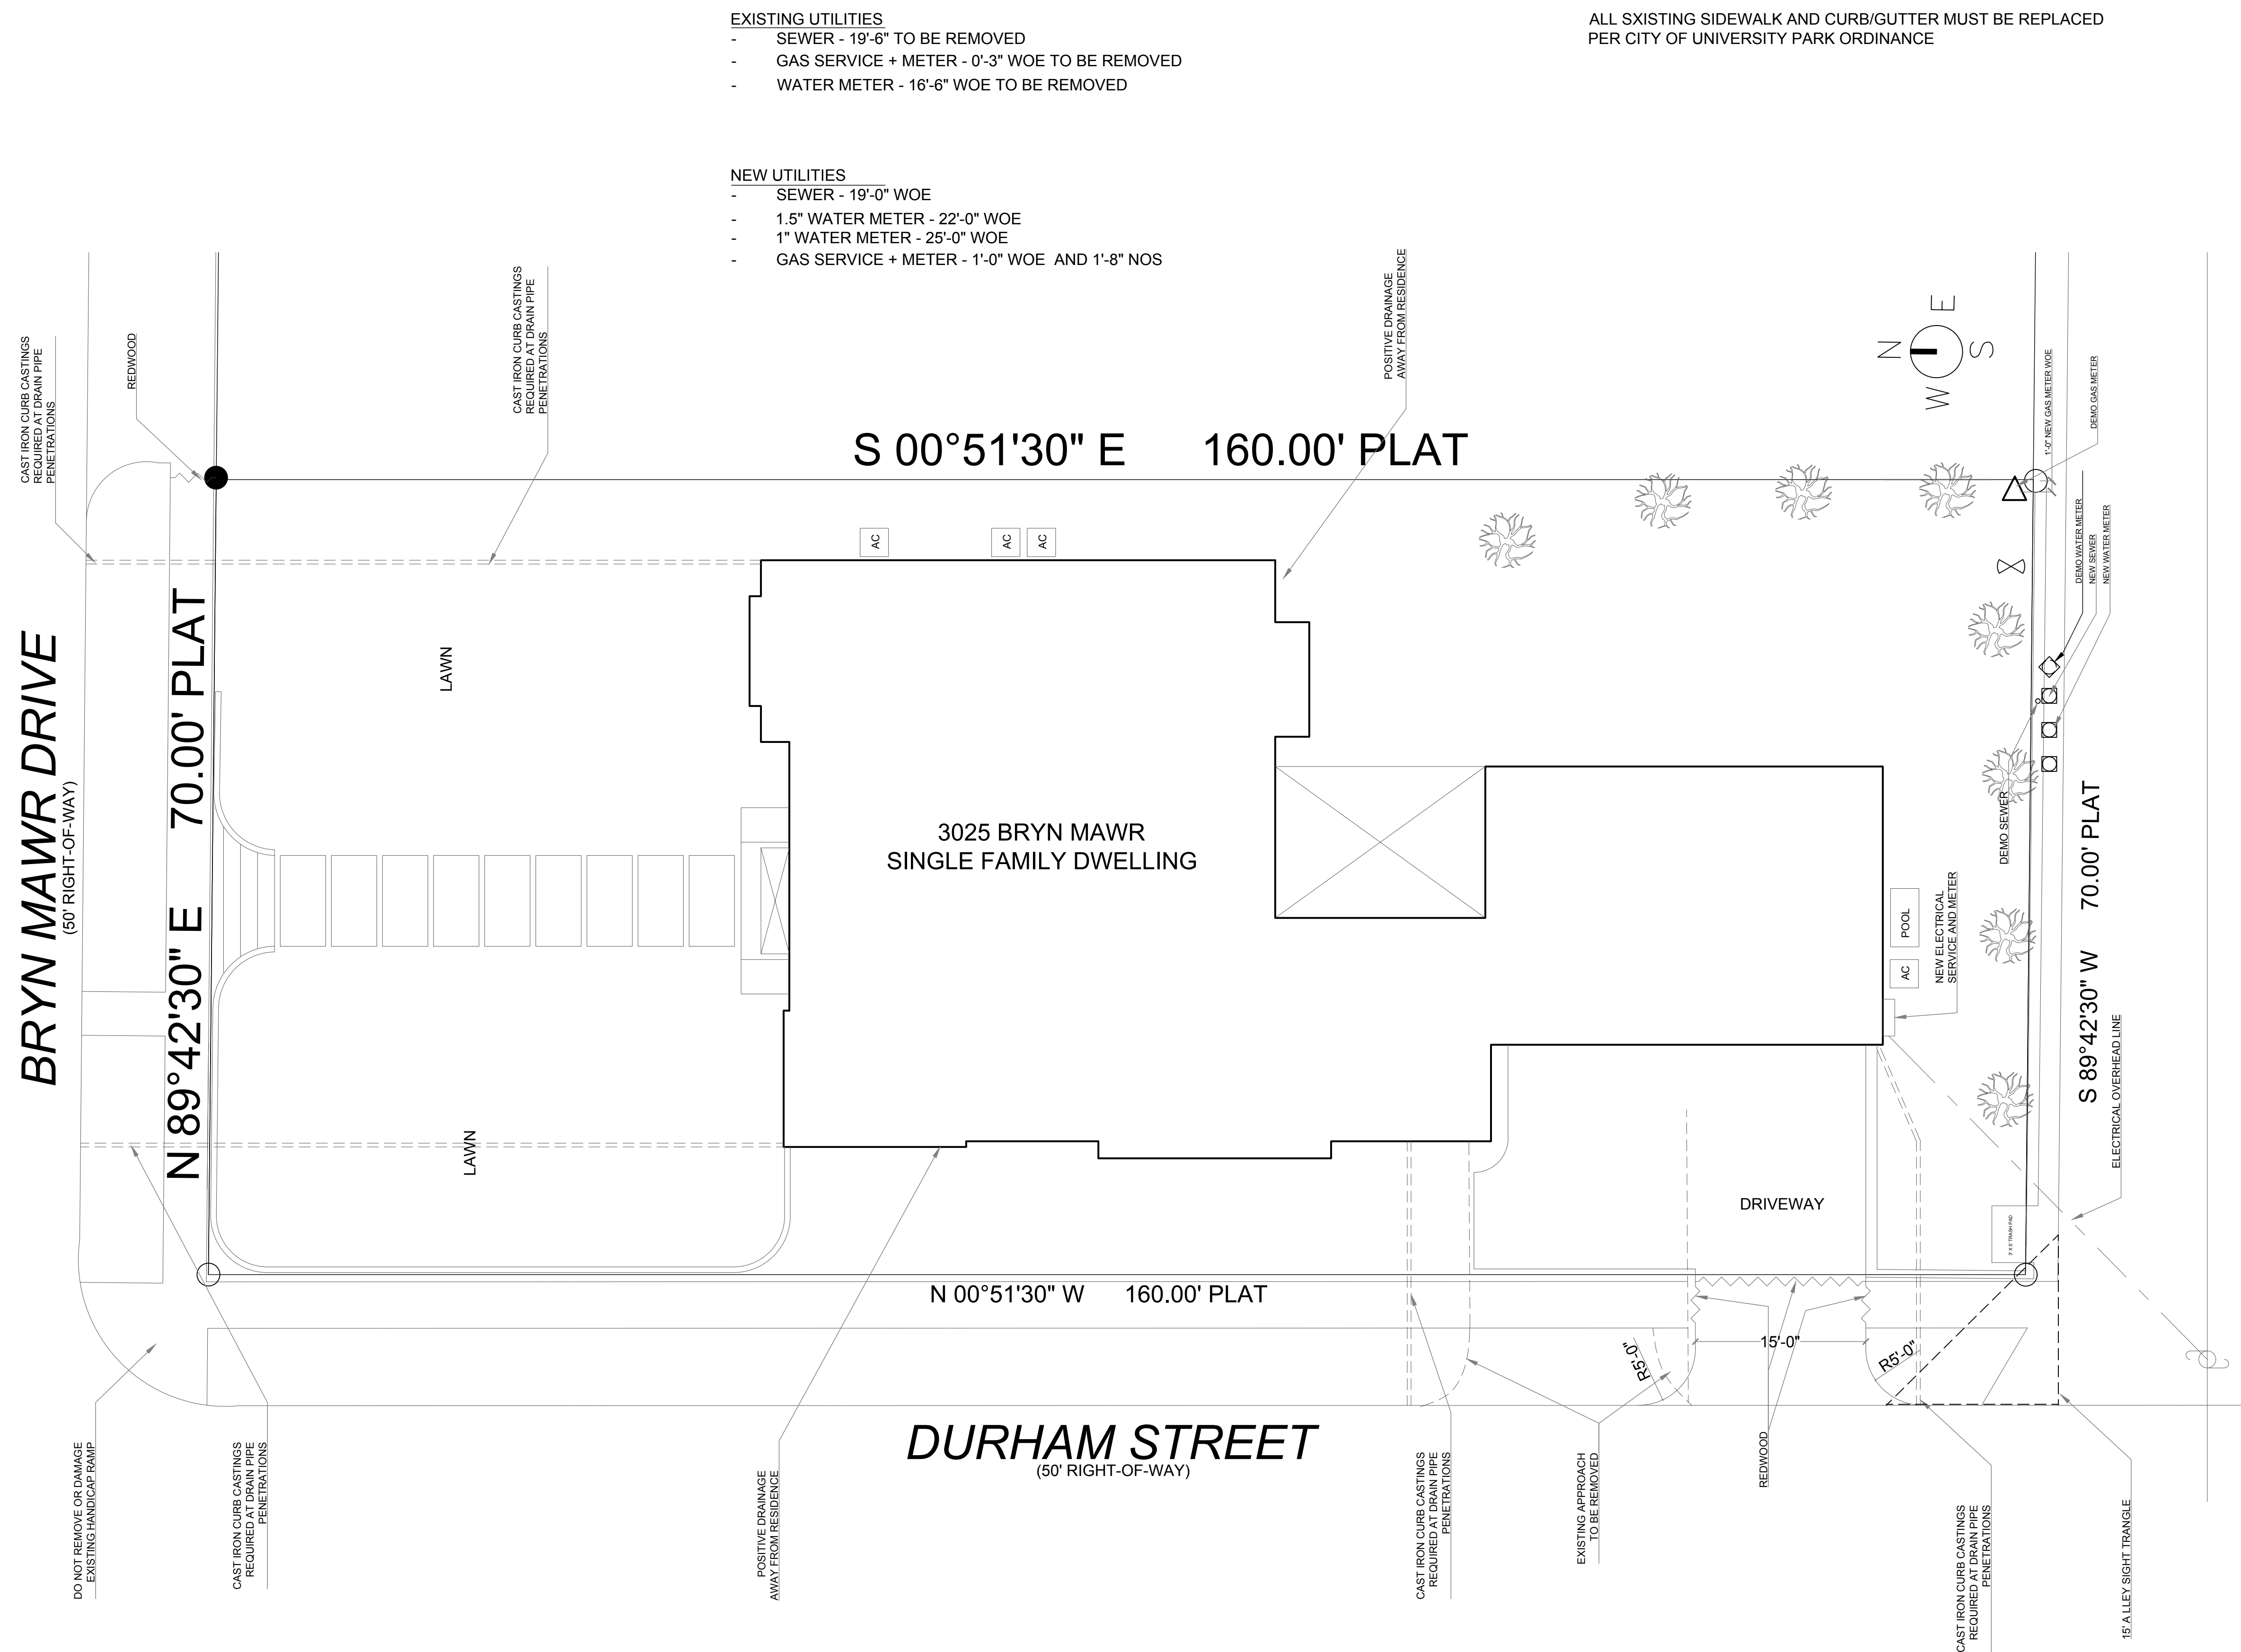 EXISTING UTILITIES
- SEWER - 19'-6" TO BE REMOVED
- GAS SERVICE + METER - 0'-3" WOE TO BE REMOVED
- WATER METER - 16'-6" WOE TO BE REMOVED
ALL SXISTING SIDEWALK AND CURB/GUTTER MUST BE REPLACED
PER CITY OF UNIVERSITY PARK ORDINANCE
NEW UTILITIES
- SEWER - 19'-0" WOE
- 1.5" WATER METER - 22'-0" WOE
- 1" WATER METER - 25'-0" WOE
- GAS SERVICE + METER - 1'-0" WOE AND 1'-8" NOS
CAST IRON CURB CASTINGS
REQUIRED AT DRAIN PIPE
PENETRATIONS
REDWOOD
CAST IRON CURB CASTINGS
REQUIRED AT DRAIN PIPE
PENETRATIONS
POSITIVE DRAINAGE
AWAY FROM RESIDENCE
N
E
S
W
1'-0" NEW GAS METER WOE
DEMO GAS METER
S 00°51'30" E 160.00' PLAT
AC
AC
AC
DEMO WATER METER
NEW SEWER
NEW WATER METER
BRYN MAWR DRIVE
(50' RIGHT-OF-WAY)
N 89°42'30" E 70.00' PLAT
LAWN
3025 BRYN MAWR
SINGLE FAMILY DWELLING
DEMO SEWER
POOL
AC
NEW ELECTRICAL
SERVICE AND METER
S 89°42'30" W 70.00' PLAT
ELECTRICAL OVERHEAD LINE
LAWN
DRIVEWAY
3' X 5' TRASH PAD
N 00°51'30" W 160.00' PLAT
R5'-0"
15'-0"
R5'-0"
DURHAM STREET
(50' RIGHT-OF-WAY)
DO NOT REMOVE OR DAMAGE
EXISTING HANDICAP RAMP
CAST IRON CURB CASTINGS
REQUIRED AT DRAIN PIPE
PENETRATIONS
POSITIVE DRAINAGE
AWAY FROM RESIDENCE
CAST IRON CURB CASTINGS
REQUIRED AT DRAIN PIPE
PENETRATIONS
EXISTING APPROACH
TO BE REMOVED
REDWOOD
CAST IRON CURB CASTINGS
REQUIRED AT DRAIN PIPE
PENETRATIONS
15' A LLEY SIGHT TRIANGLE